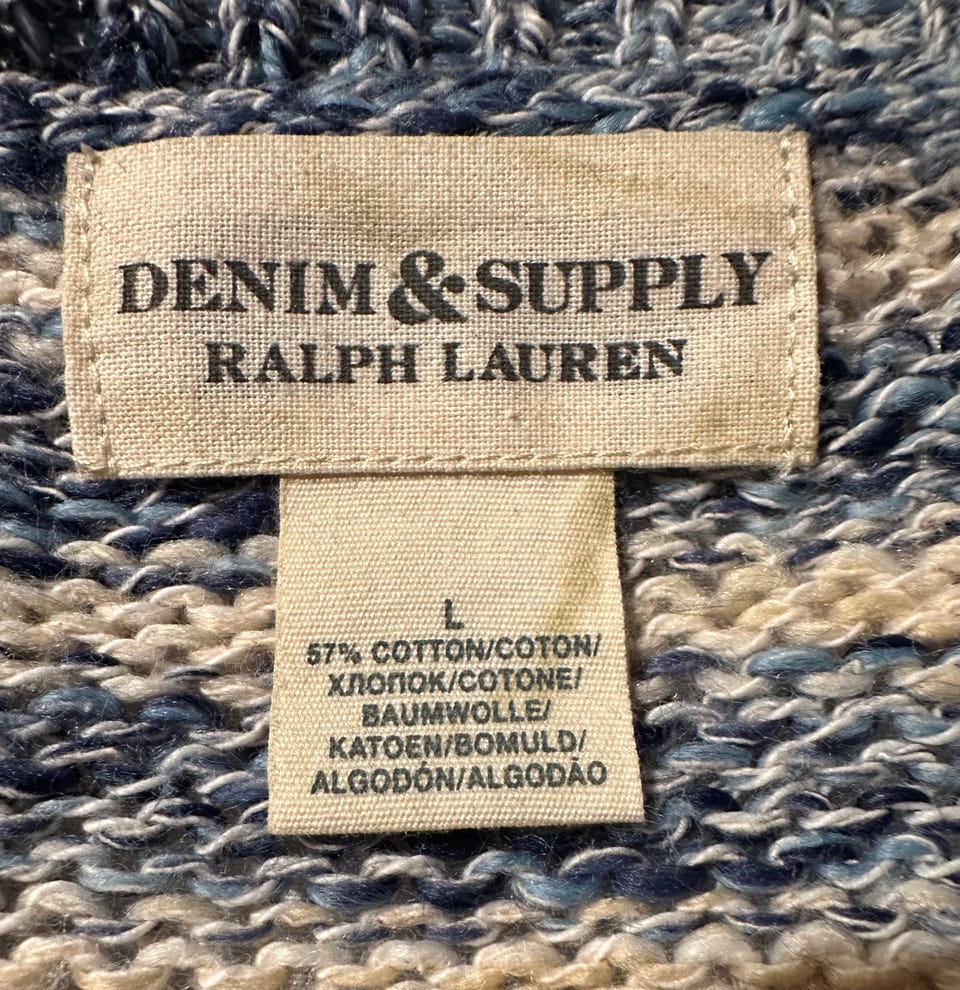 DENIM & SUPPLY
RALPH LAUREN
L
57% COTTON/COTON/
ХЛОПОК/COTONE/
BAUMWOLLE/
KATOEN/BOMULD/
ALGODÓN/ALGODÃO